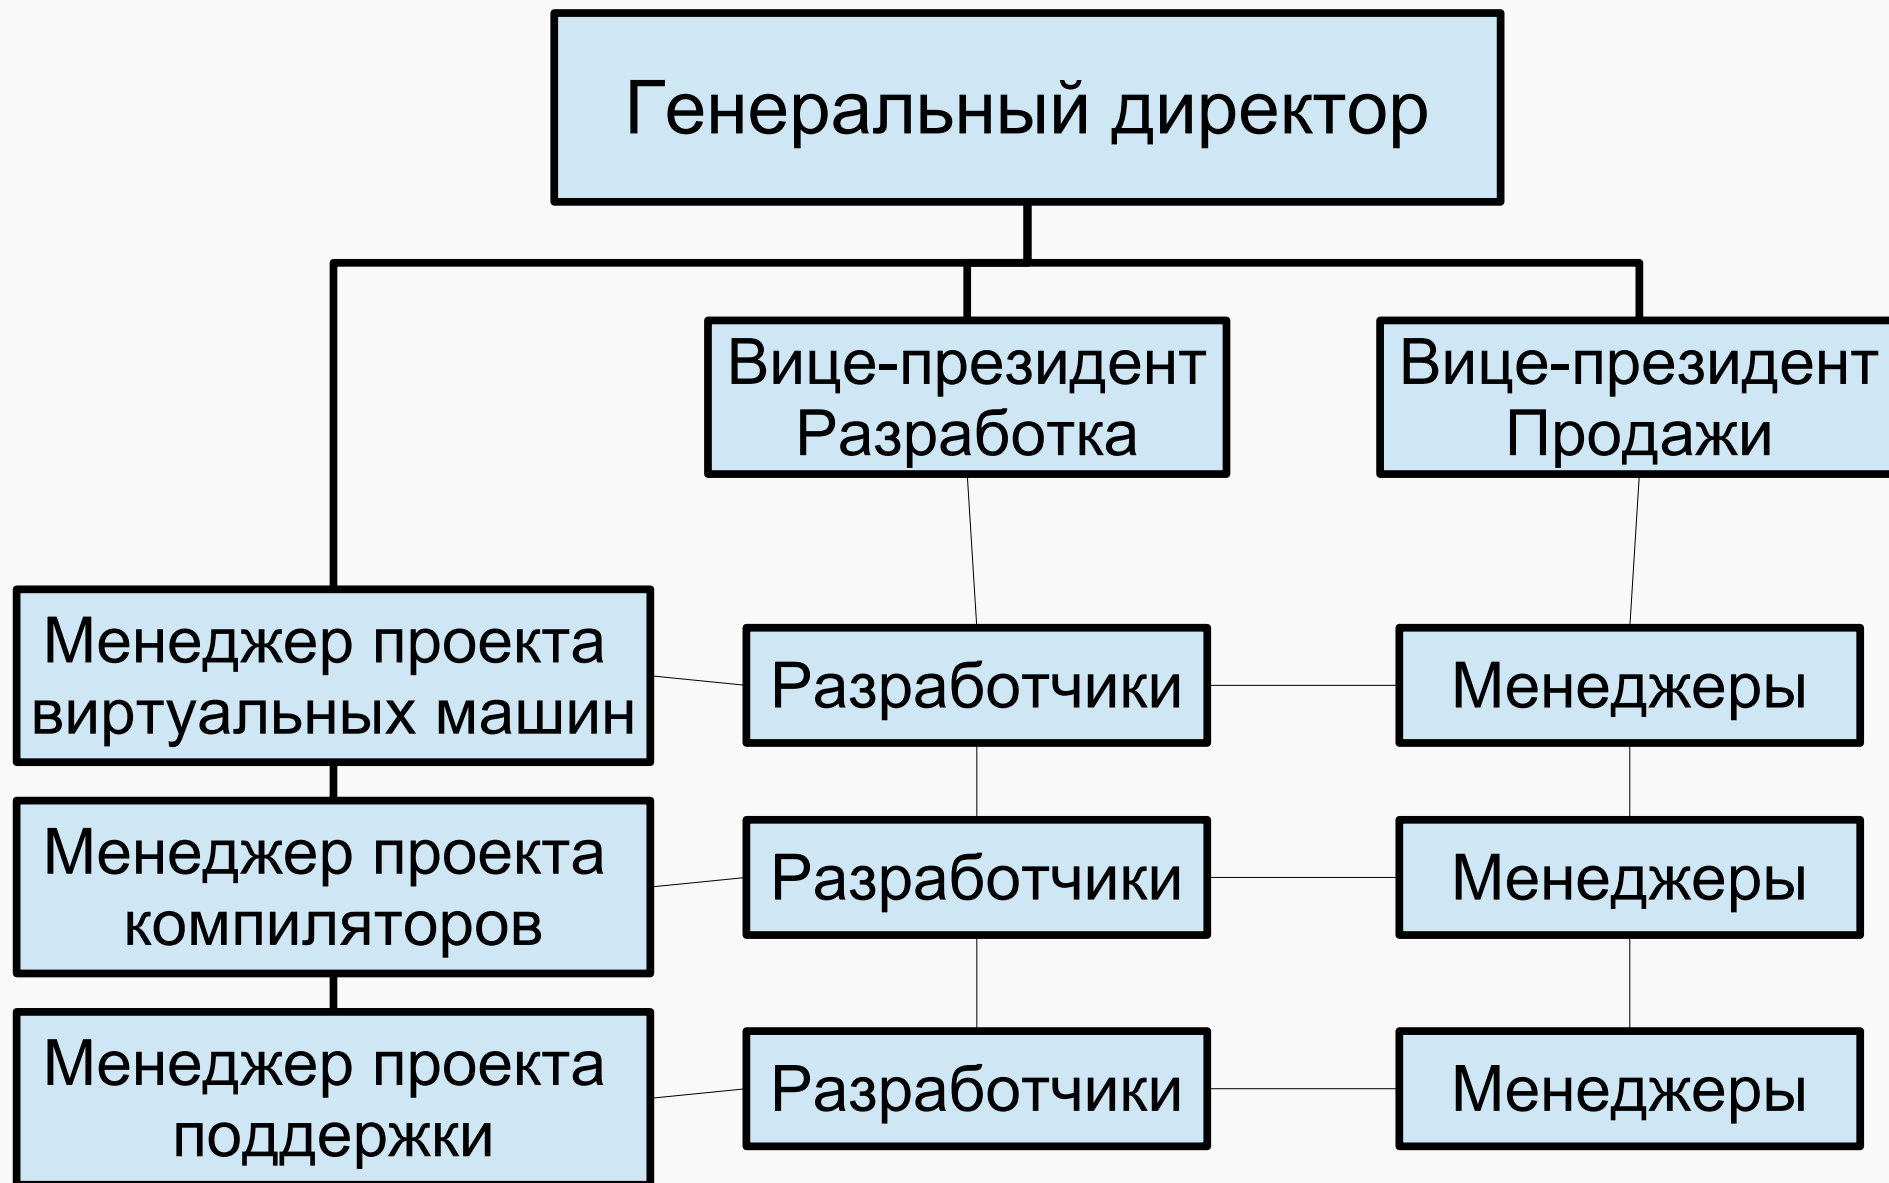 Генеральный директор
Вице-президент
Разработка
Вице-президент
Продажи
Менеджер проекта
виртуальных машин
Разработчики
Менеджеры
Менеджер проекта
компиляторов
Разработчики
Менеджеры
Менеджер проекта
поддержки
Разработчики
Менеджеры